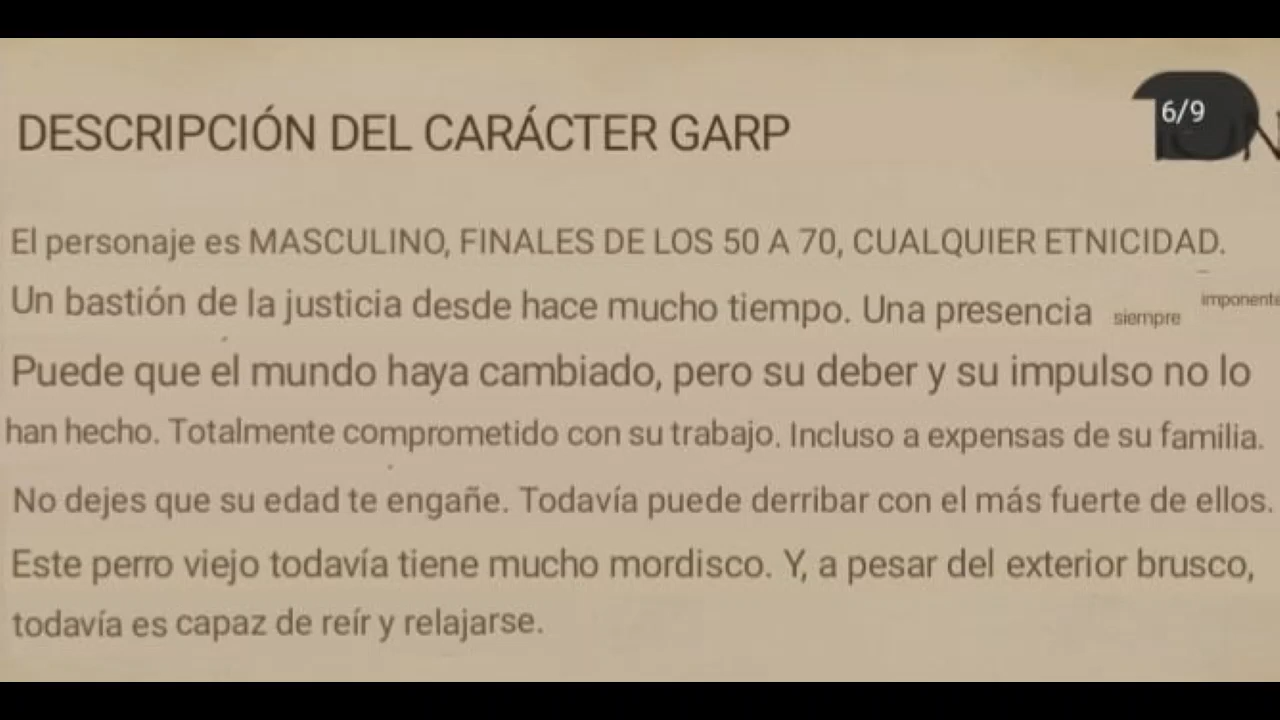 DESCRIPCIÓN DEL CARÁCTER GARP
6/9
El personaje es MASCULINO, FINALES DE LOS 50 A 70, CUALQUIER ETNICIDAD.
Un bastión de la justicia desde hace mucho tiempo. Una presencia siempre imponente
Puede que el mundo haya cambiado, pero su deber y su impulso no lo
han hecho. Totalmente comprometido con su trabajo. Incluso a expensas de su familia.
No dejes que su edad te engañe. Todavía puede derribar con el más fuerte de ellos.
Este perro viejo todavía tiene mucho mordisco. Y, a pesar del exterior brusco,
todavía es capaz de reír y relajarse.